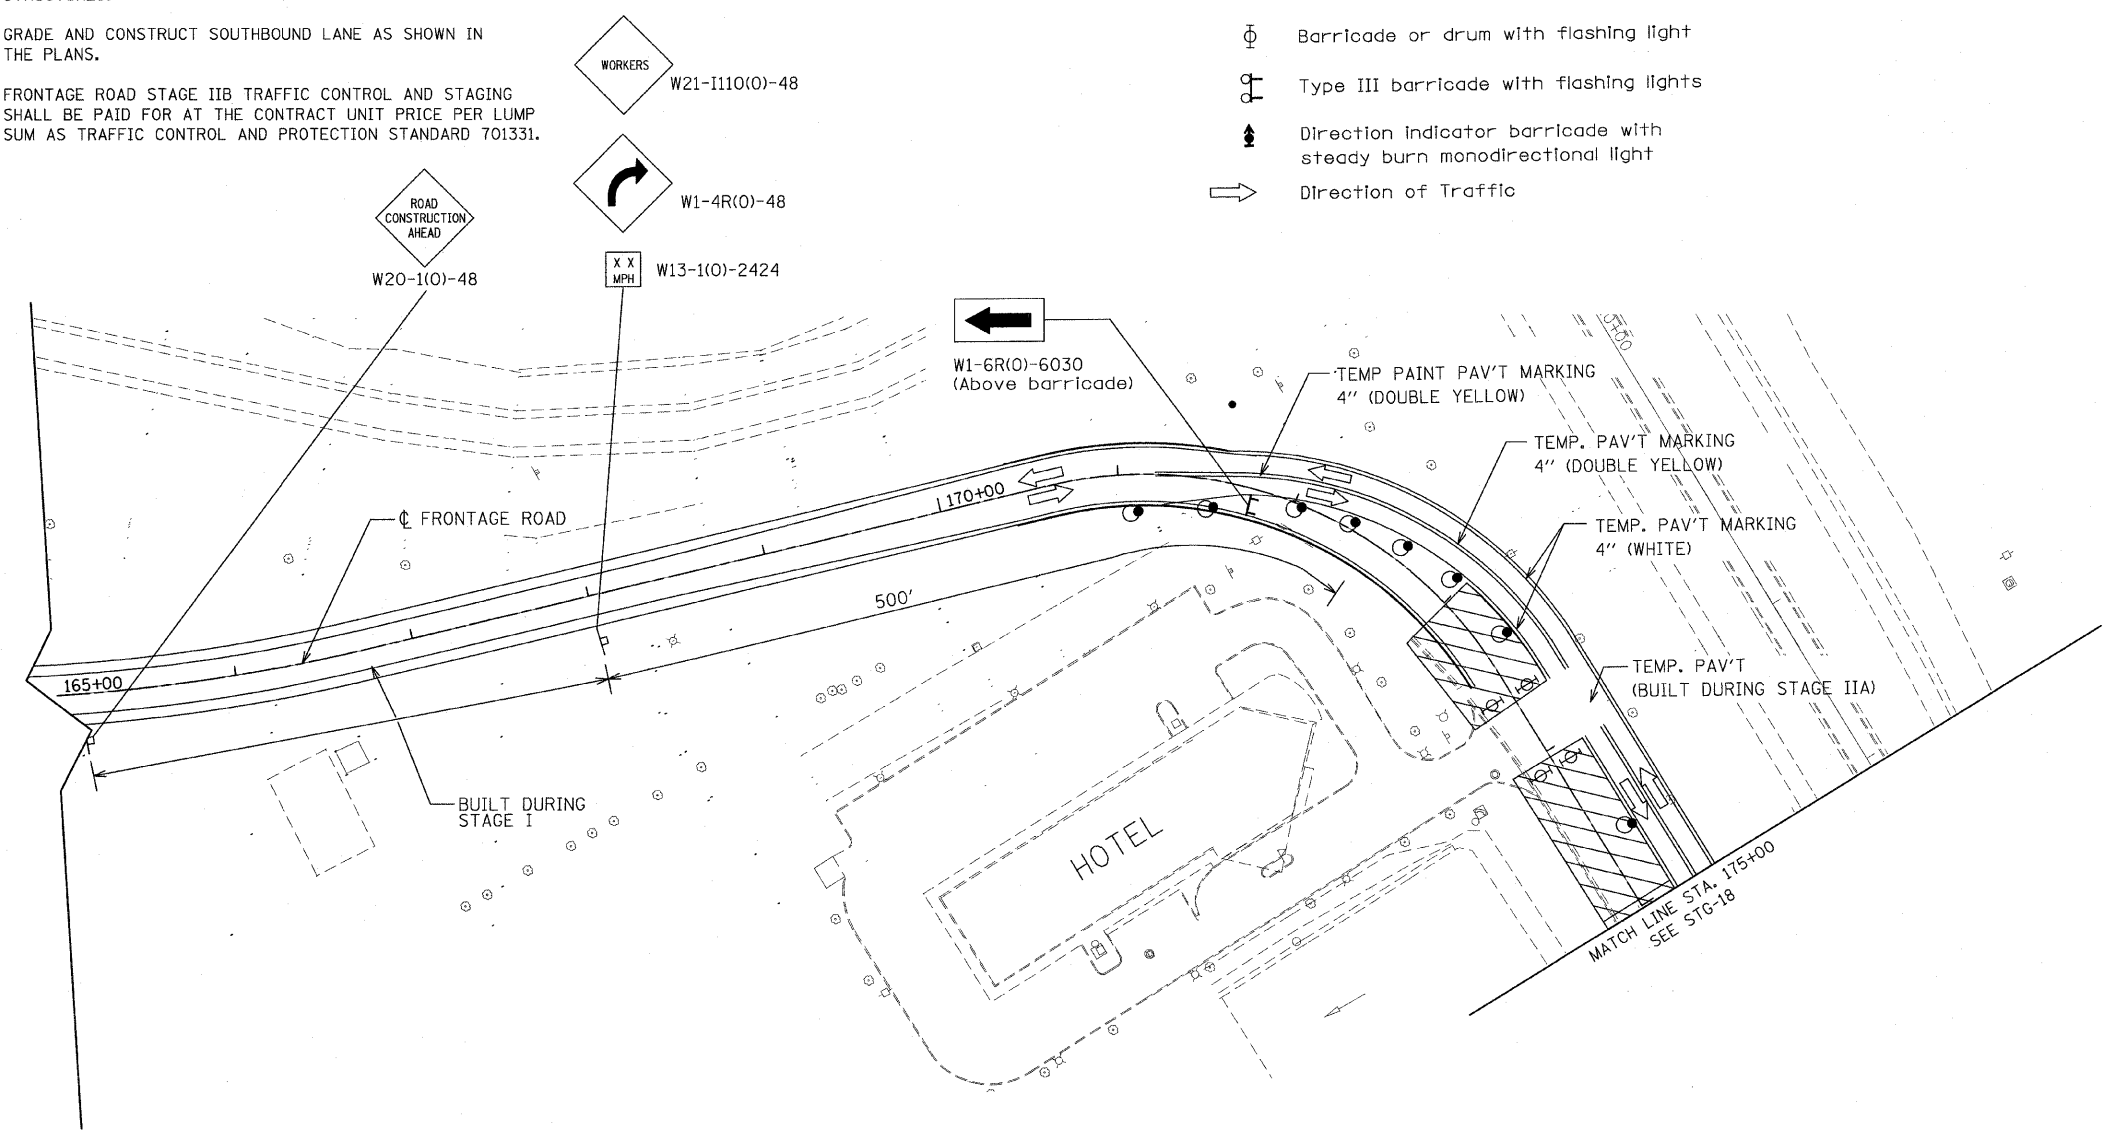 GRADE AND CONSTRUCT SOUTHBOUND LANE AS SHOWN IN
THE PLANS.
FRONTAGE ROAD STAGE IIB TRAFFIC CONTROL AND STAGING
SHALL BE PAID FOR AT THE CONTRACT UNIT PRICE PER LUMP
SUM AS TRAFFIC CONTROL AND PROTECTION STANDARD 701331.
WORKERS
W21-I110(O)-48
W1-4R(O)-48
ROAD
CONSTRUCTION
AHEAD
W20-1(O)-48
X X
MPH
W13-1(O)-2424
Barricade or drum with flashing light
Type III barricade with flashing lights
Direction indicator barricade with
steady burn monodirectional light
Direction of Traffic
W1-6R(O)-6030
(Above barricade)
TEMP PAINT PAV'T MARKING
4" (DOUBLE YELLOW)
TEMP. PAV'T MARKING
4" (DOUBLE YELLOW)
TEMP. PAV'T MARKING
4" (WHITE)
170+00
℄ FRONTAGE ROAD
500'
165+00
TEMP. PAV'T
(BUILT DURING STAGE IIA)
BUILT DURING
STAGE I
HOTEL
MATCH LINE STA. 175+00
SEE STG-18